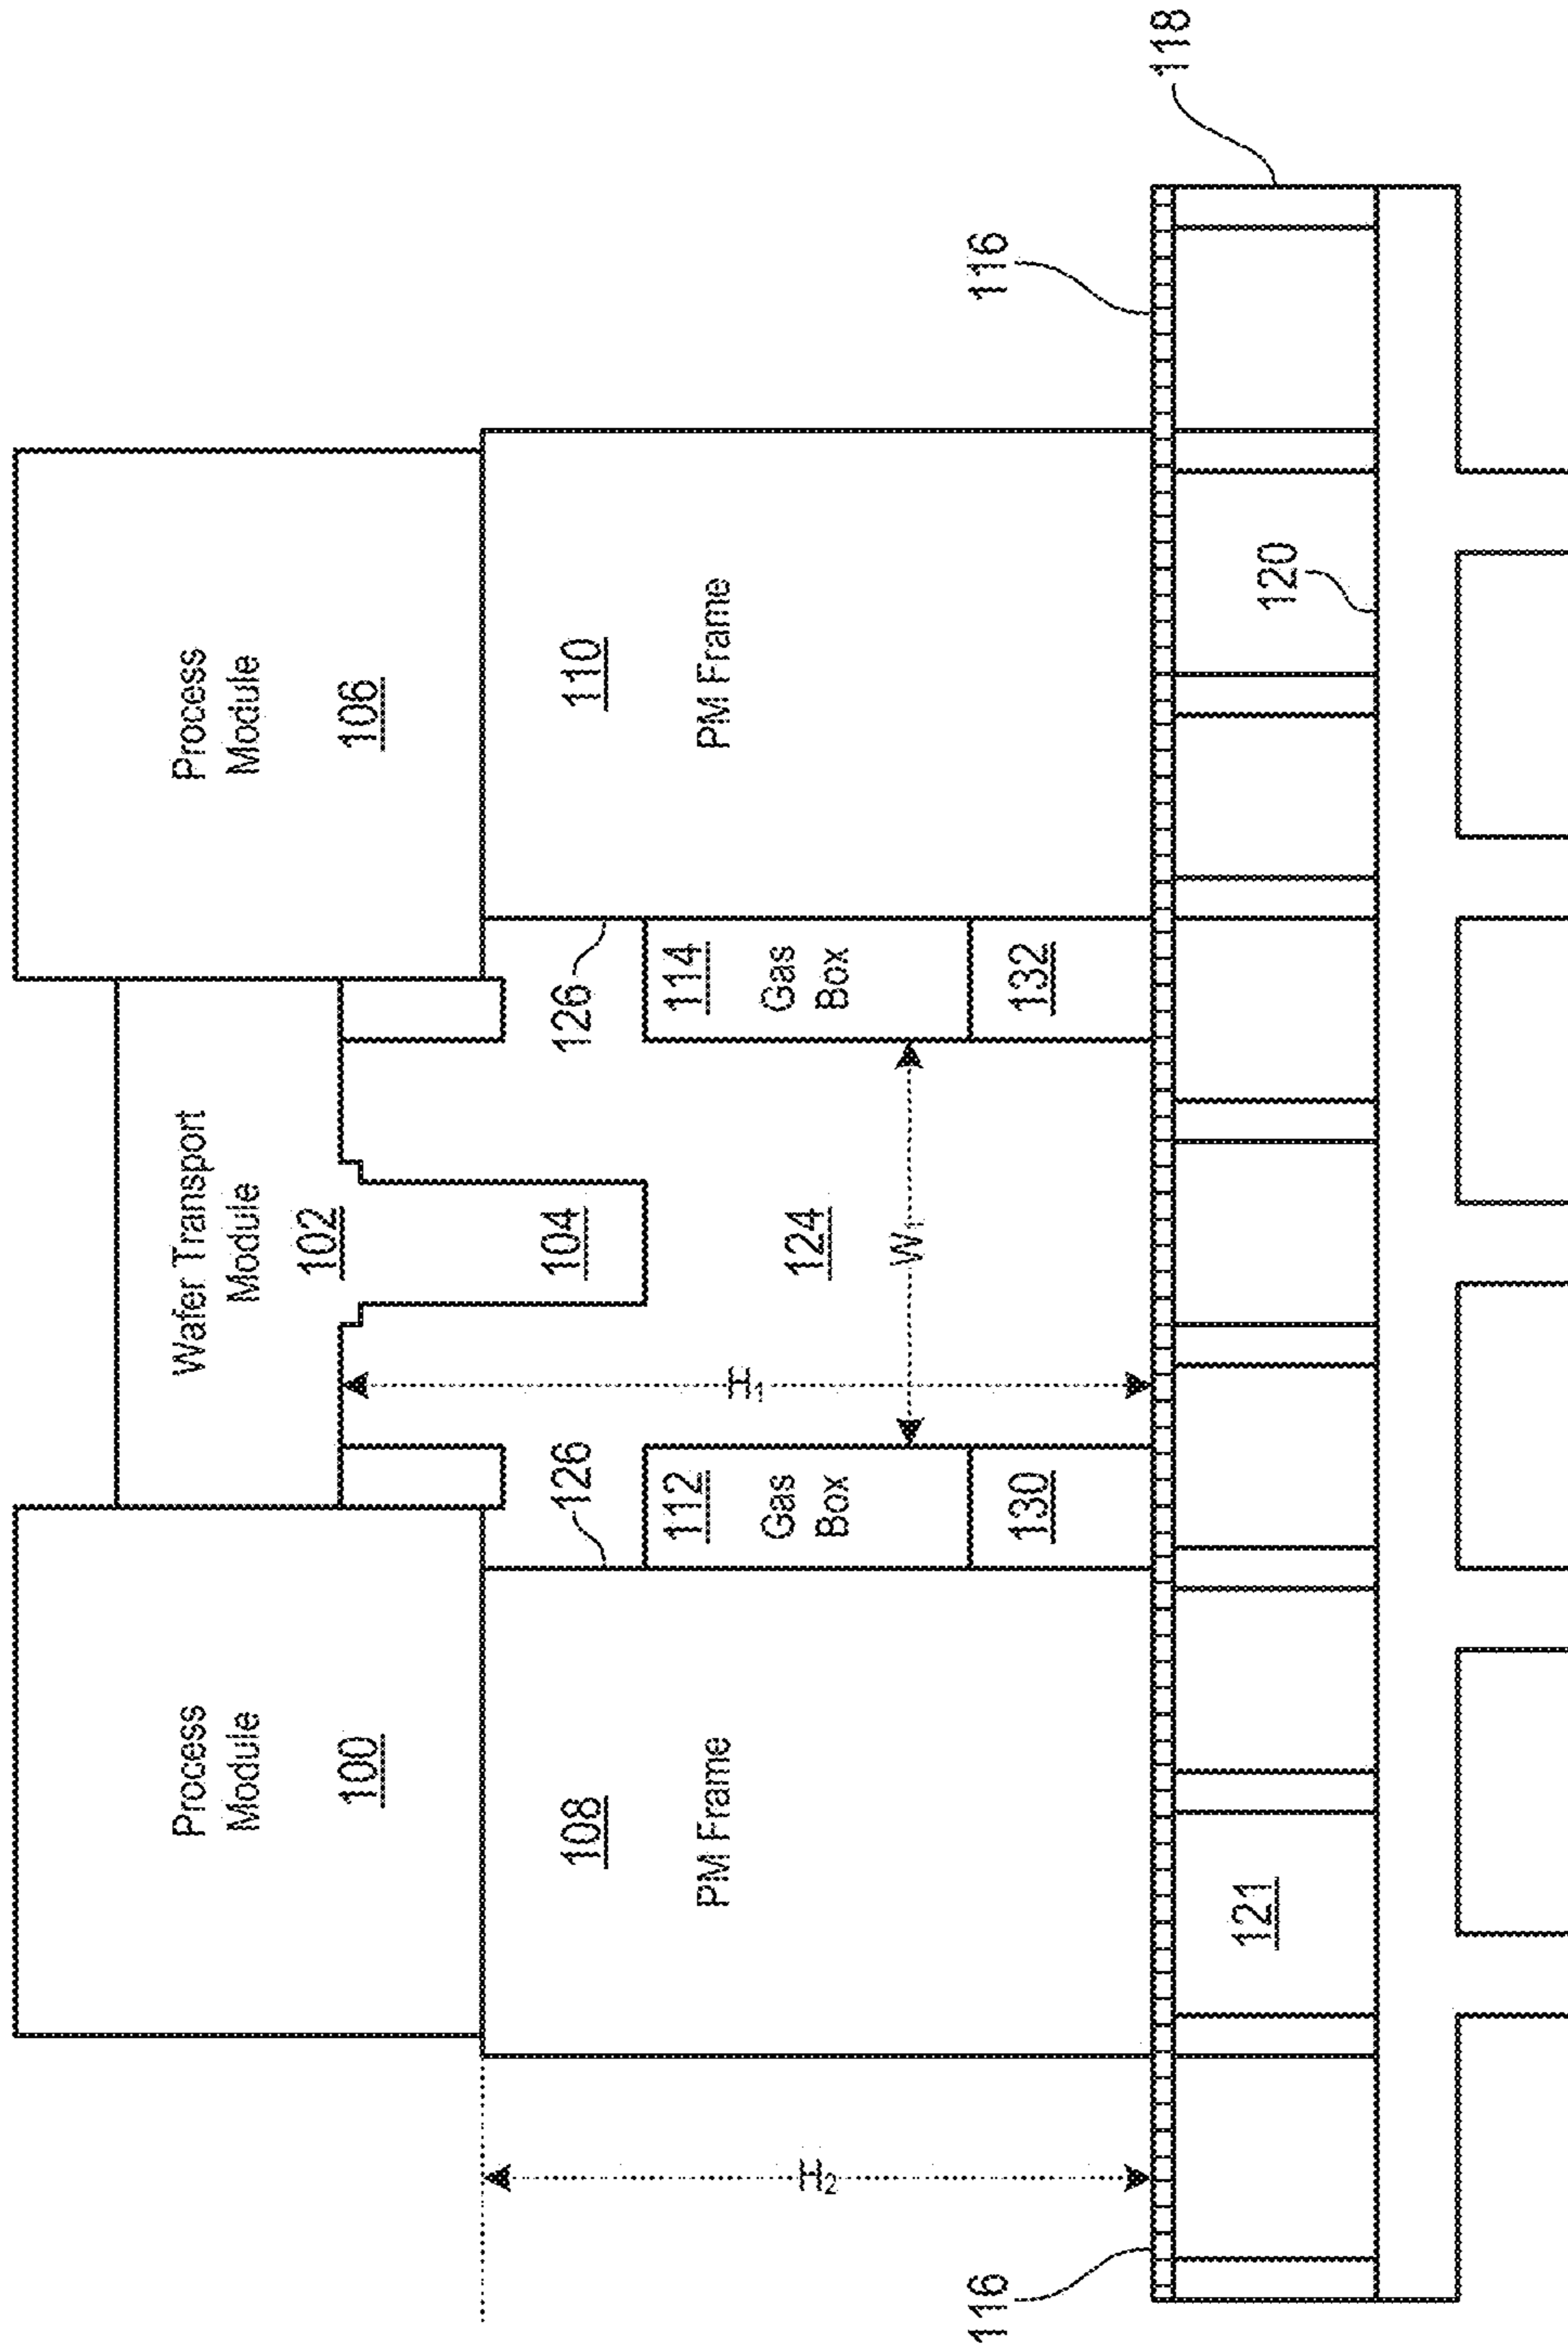 Process
Module
100
Wafer Transport
Module
102
Process
Module
106
104
108
PM Frame
110
PM Frame
126
126
112
Gas
Box
114
Gas
Box
H₁
124
W₁
130
132
H₂
116
116
118
121
120